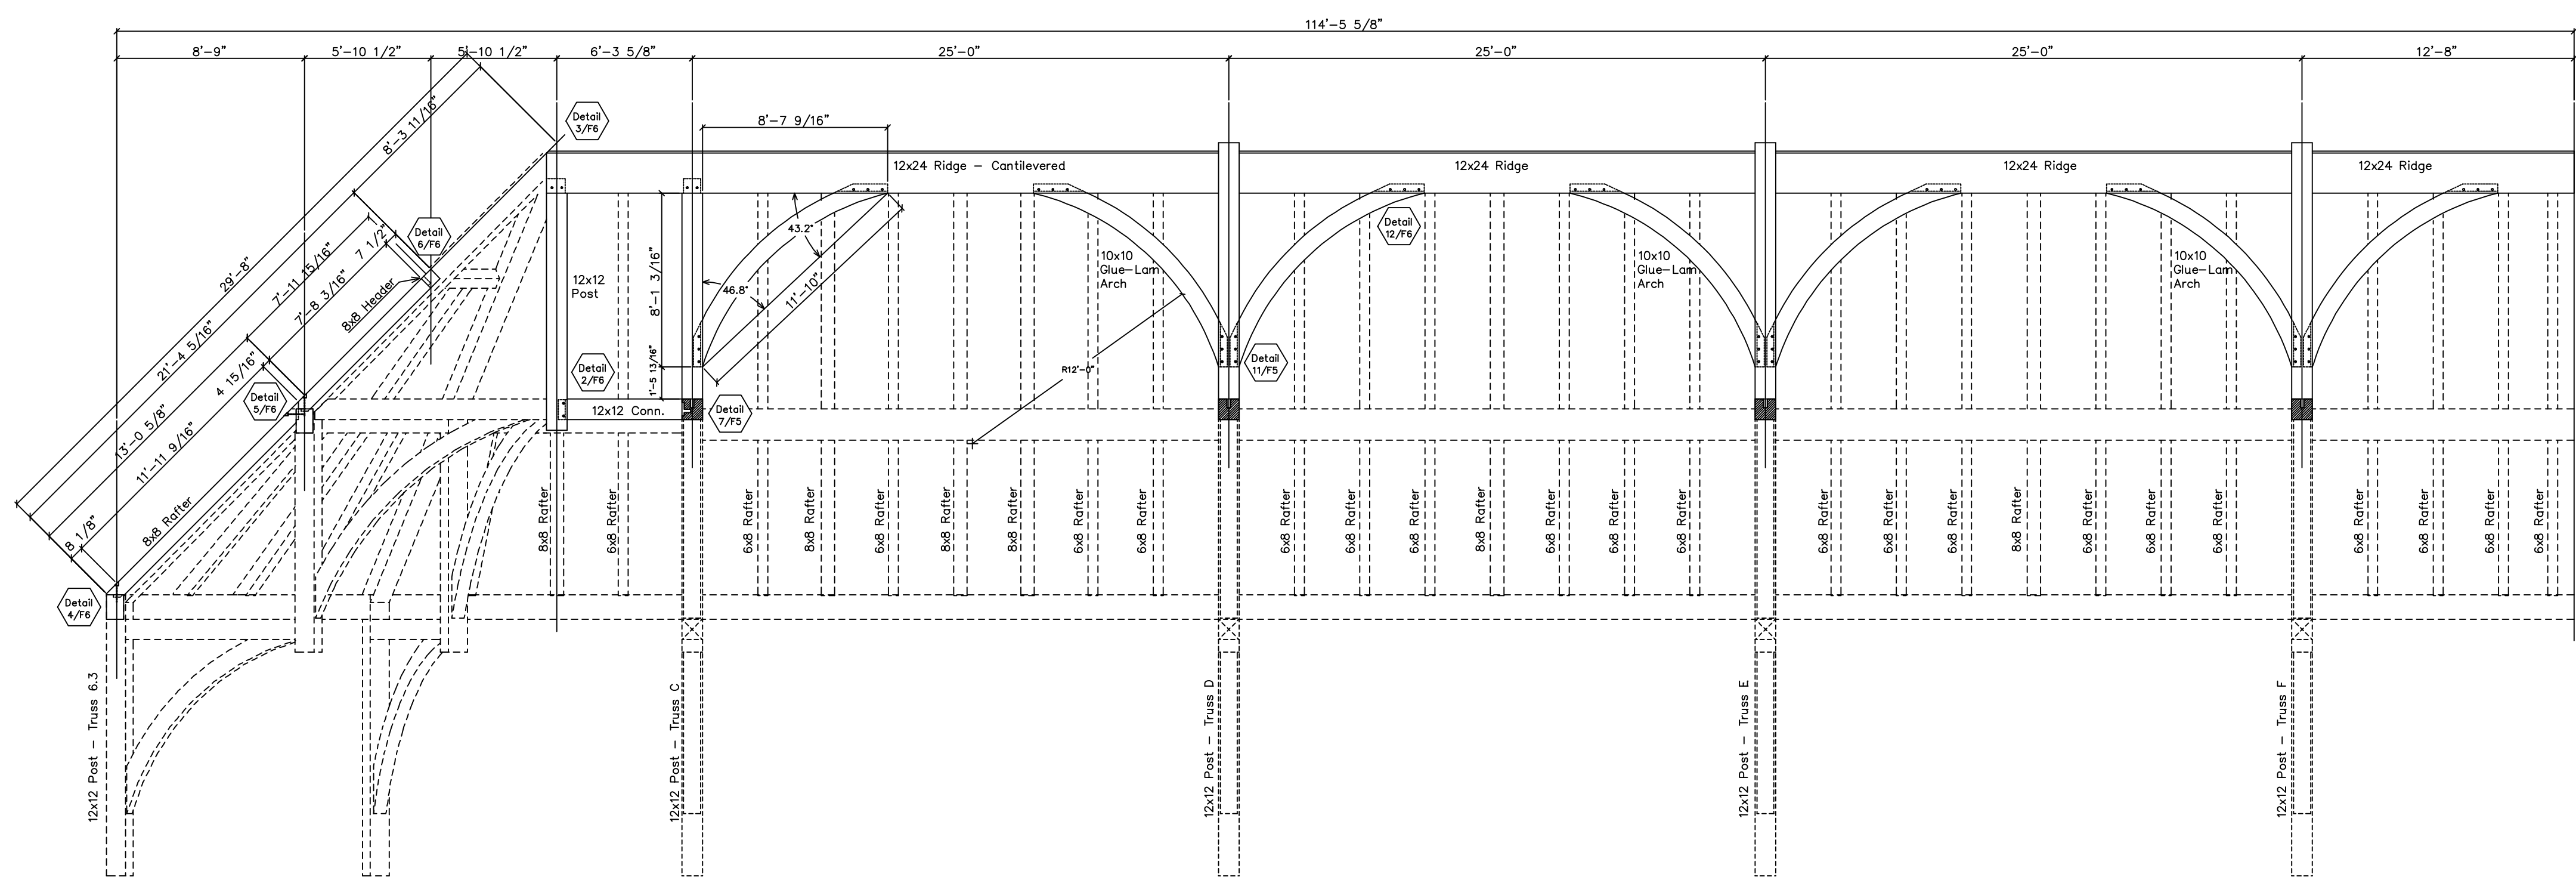 114'-5 5/8"
8'-9"
5'-10 1/2"
5'-10 1/2"
6'-3 5/8"
25'-0"
25'-0"
25'-0"
12'-8"
8'-3 11/16"
29'-8"
21'-4 5/16"
7'-11 15/16"
7 1/2"
7'-8 3/16"
8x8 Header
13'-0 5/8"
4 15/16"
11'-11 9/16"
8 1/8"
8x8 Rafter
Detail
3/F6
Detail
6/F6
Detail
5/F6
Detail
4/F6
8'-7 9/16"
12x24 Ridge - Cantilevered
12x24 Ridge
12x24 Ridge
12x24 Ridge
12x12
Post
8'-1 3/16"
1'-5 13/16"
43.2°
46.8°
11'-10"
Detail
2/F6
12x12 Conn.
Detail
7/F5
10x10
Glue-Lam
Arch
R12'-0"
Detail
12/F6
Detail
11/F5
10x10
Glue-Lam
Arch
10x10
Glue-Lam
Arch
8x8 Rafter
6x8 Rafter
6x8 Rafter
8x8 Rafter
6x8 Rafter
8x8 Rafter
8x8 Rafter
6x8 Rafter
6x8 Rafter
6x8 Rafter
6x8 Rafter
6x8 Rafter
8x8 Rafter
6x8 Rafter
6x8 Rafter
6x8 Rafter
6x8 Rafter
6x8 Rafter
6x8 Rafter
8x8 Rafter
6x8 Rafter
6x8 Rafter
6x8 Rafter
6x8 Rafter
6x8 Rafter
6x8 Rafter
6x8 Rafter
12x12 Post - Truss 6.3
12x12 Post - Truss C
12x12 Post - Truss D
12x12 Post - Truss E
12x12 Post - Truss F